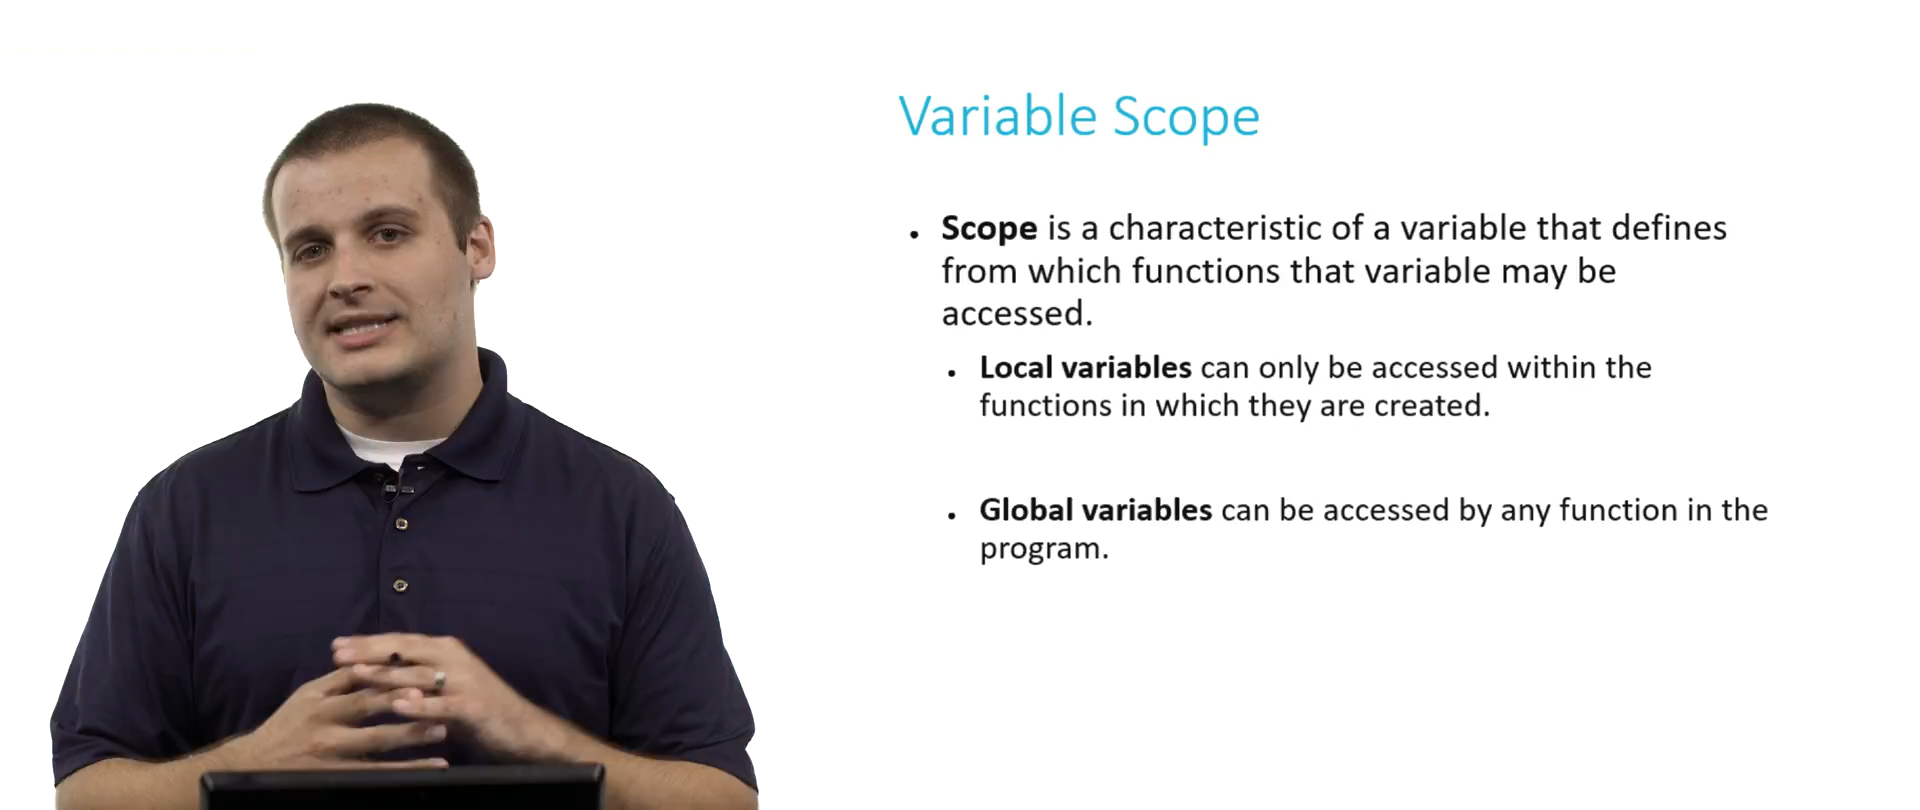 Variable Scope
• Scope is a characteristic of a variable that defines
from which functions that variable may be
accessed.
• Local variables can only be accessed within the
functions in which they are created.
• Global variables can be accessed by any function in the
program.